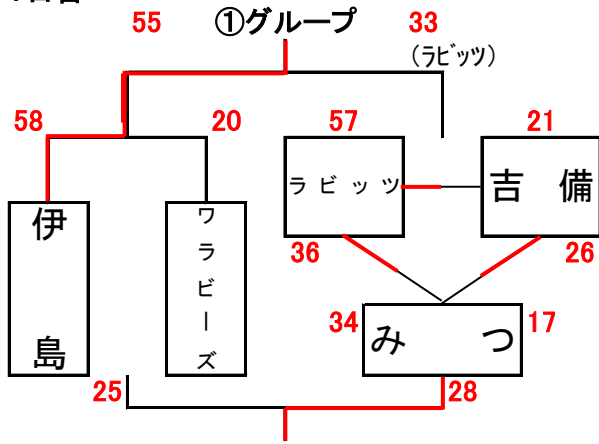 55 ①グループ 33
(ラビッツ)
58 20 57 21
ラビッツ 吉備
伊島
ワラビーズ
36 26
34 みつ 17
25 28